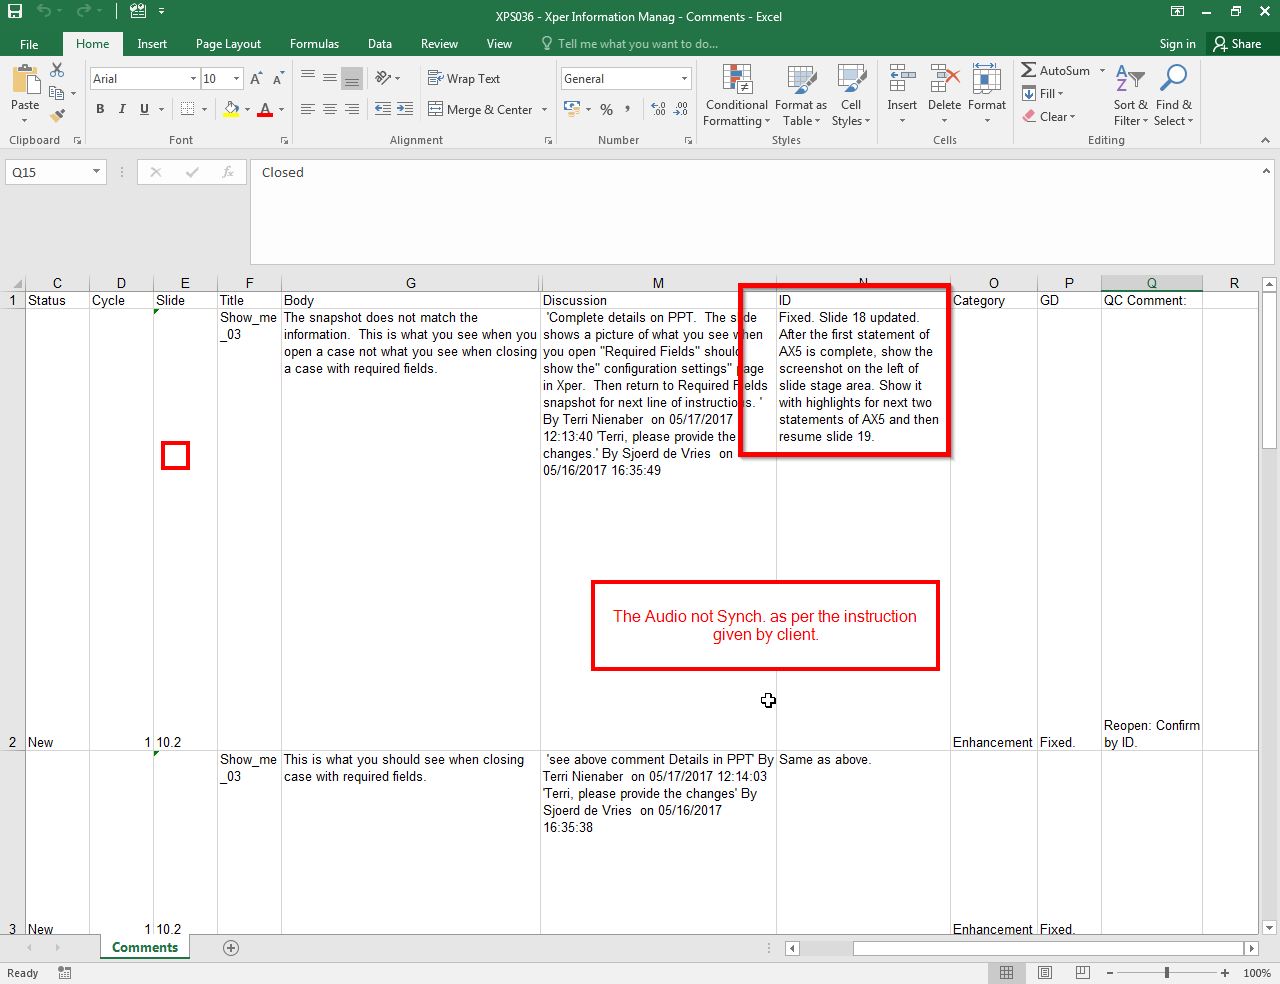 XPS036 - Xper Information Manag - Comments - Excel
File Home Insert Page Layout Formulas Data Review View Tell me what you want to do... Sign in Share
Paste
Clipboard
Arial 10
B I U
Font
Wrap Text
Merge & Center
Alignment
General
Number
Conditional Formatting
Format as Table
Cell Styles
Styles
Insert
Delete
Format
Cells
AutoSum
Fill
Clear
Sort & Filter
Find & Select
Editing
Q15 fx Closed
C D E F G M N O P Q R
1 Status Cycle Slide Title Body Discussion ID Category GD QC Comment:
Show_me
_03
The snapshot does not match the
information.  This is what you see when you
open a case not what you see when closing
a case with required fields.
'Complete details on PPT.  The slide
shows a picture of what you see when
you open "Required Fields" should
show the" configuration settings" page
in Xper.  Then return to Required Fields
snapshot for next line of instructions. '
By Terri Nienaber  on 05/17/2017
12:13:40 'Terri, please provide the
changes.' By Sjoerd de Vries  on
05/16/2017 16:35:49
Fixed. Slide 18 updated.
After the first statement of
AX5 is complete, show the
screenshot on the left of
slide stage area. Show it
with highlights for next two
statements of AX5 and then
resume slide 19.
The Audio not Synch. as per the instruction
given by client.
Reopen: Confirm
2 New 1 10.2 Enhancement Fixed. by ID.
Show_me
_03
This is what you should see when closing
case with required fields.
'see above comment Details in PPT' By
Terri Nienaber  on 05/17/2017 12:14:03
'Terri, please provide the changes' By
Sjoerd de Vries  on 05/16/2017
16:35:38
Same as above.
3 New 1 10.2 Enhancement Fixed.
Comments
Ready 100%